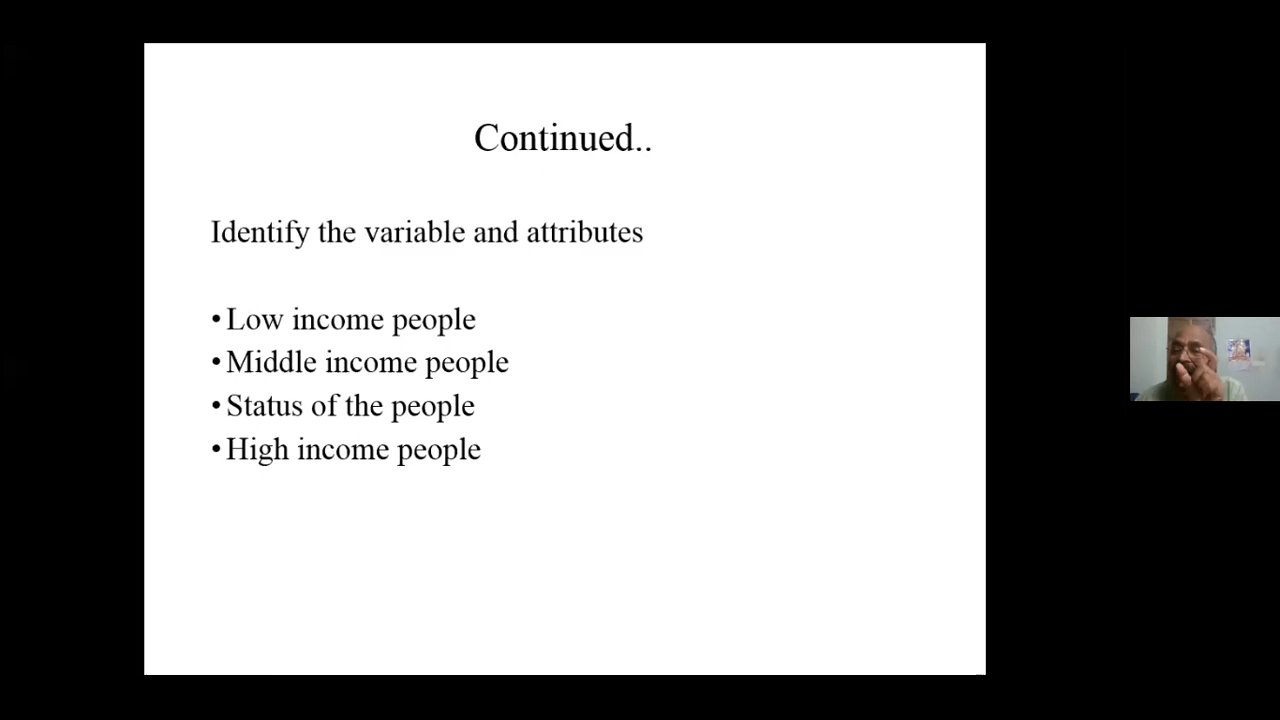 Continued..
Identify the variable and attributes
•Low income people
•Middle income people
•Status of the people
•High income people